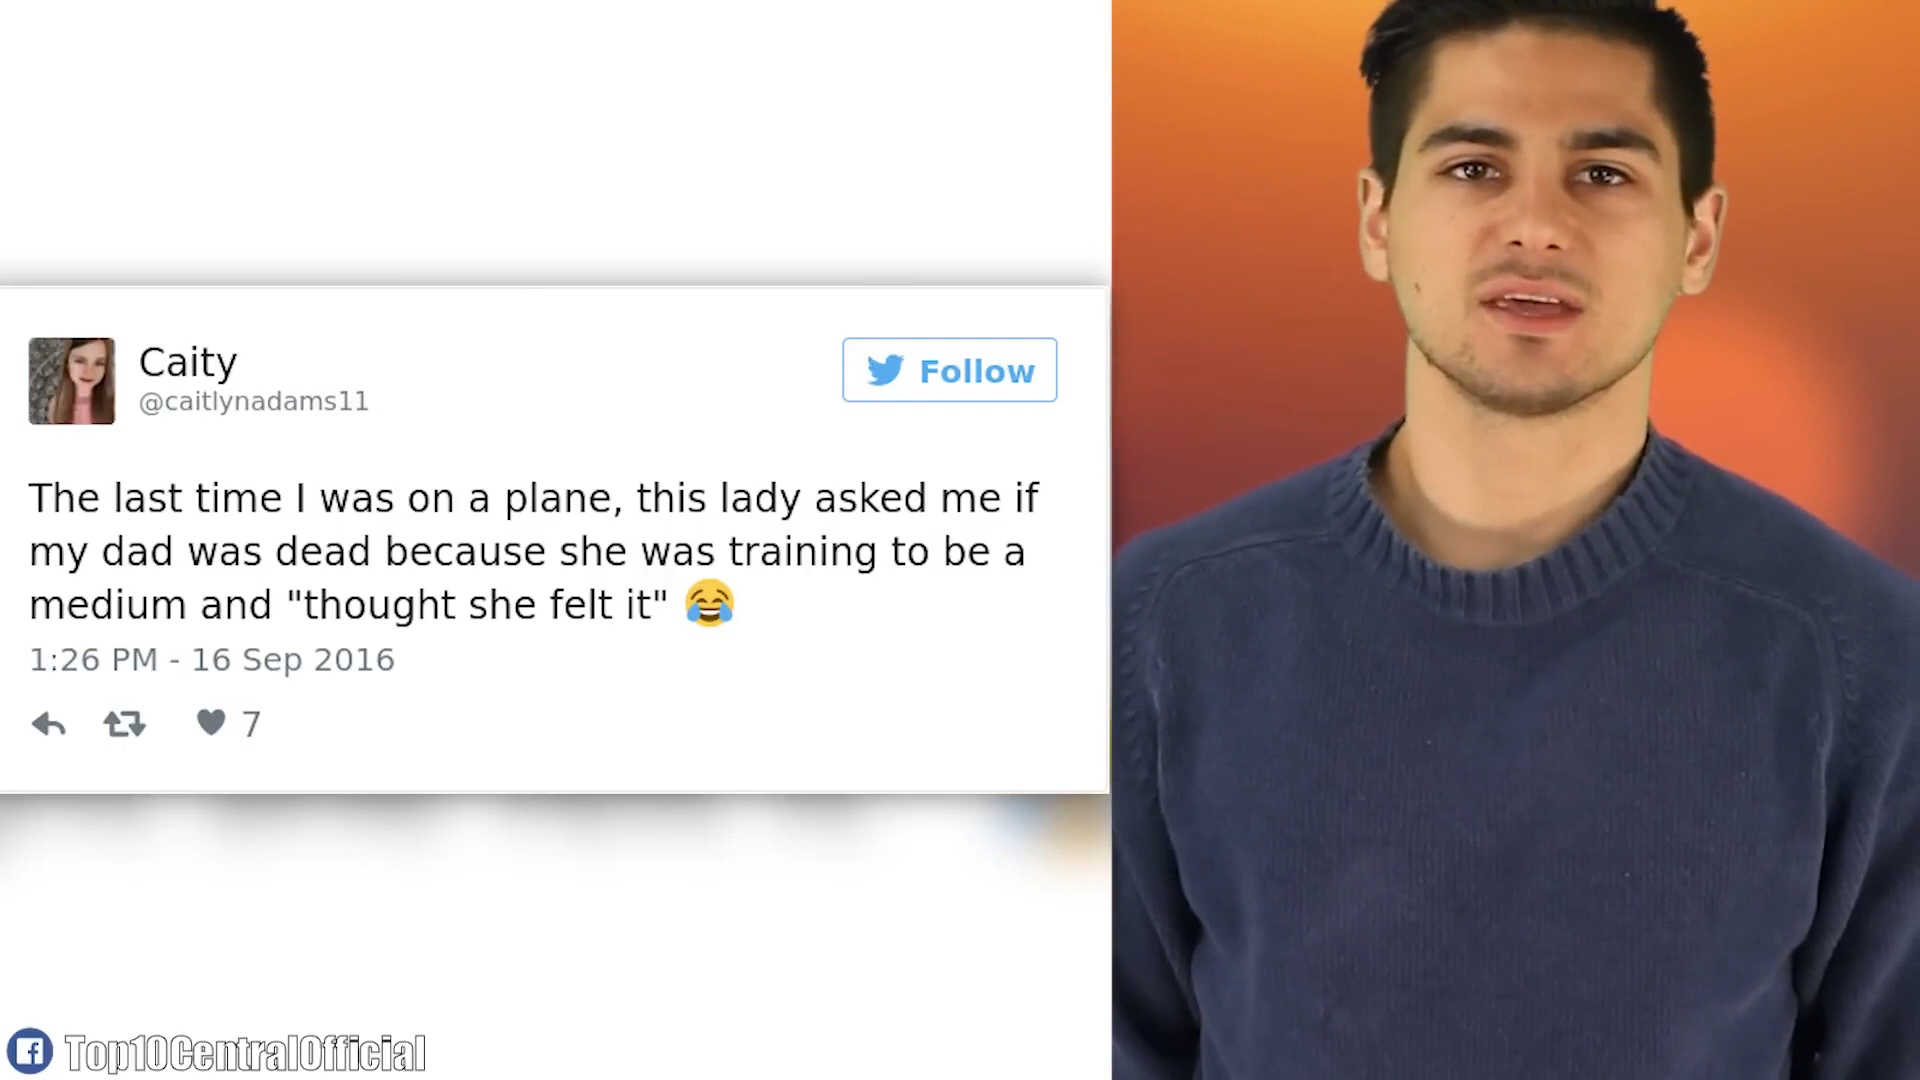 Caity
@caitlynadams11
Follow
The last time I was on a plane, this lady asked me if
my dad was dead because she was training to be a
medium and "thought she felt it" 😂
1:26 PM - 16 Sep 2016
7
Top10CentralOfficial